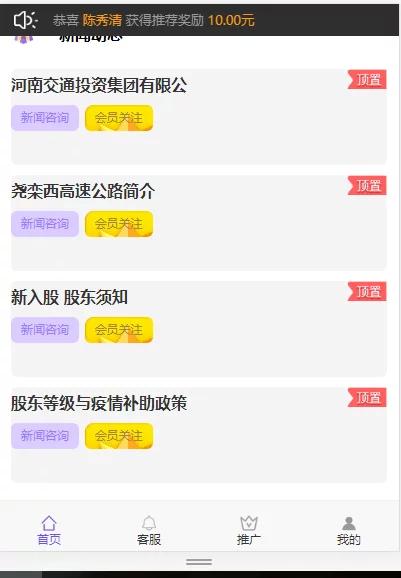 恭喜 陈秀清 获得推荐奖励 10.00元
新闻动态
河南交通投资集团有限公
顶置
新闻咨询 会员关注
尧栾西高速公路简介
顶置
新闻咨询 会员关注
新入股 股东须知
顶置
新闻咨询 会员关注
股东等级与疫情补助政策
顶置
新闻咨询 会员关注
首页 客服 推广 我的